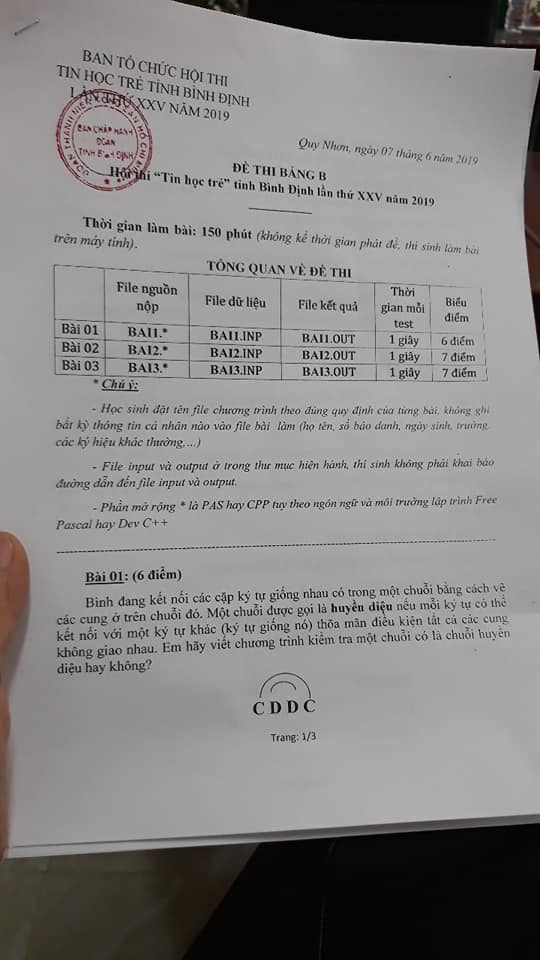 BAN TỔ CHỨC HỘI THI
TIN HỌC TRẺ TỈNH BÌNH ĐỊNH
LẦN THỨ XXV NĂM 2019
BAN CHẤP HÀNH
ĐOÀN
TỈNH BÌNH ĐỊNH
Quy Nhơn, ngày 07 tháng 6 năm 2019
ĐỀ THI BẢNG B
Hội thi “Tin học trẻ” tỉnh Bình Định lần thứ XXV năm 2019
Thời gian làm bài: 150 phút (không kể thời gian phát đề, thí sinh làm bài
trên máy tính).
TỔNG QUAN VỀ ĐỀ THI
File nguồn nộp File dữ liệu File kết quả Thời gian mỗi test Biểu điểm
Bài 01 BAI1.* BAI1.INP BAI1.OUT 1 giây 6 điểm
Bài 02 BAI2.* BAI2.INP BAI2.OUT 1 giây 7 điểm
Bài 03 BAI3.* BAI3.INP BAI3.OUT 1 giây 7 điểm
* Chú ý:
- Học sinh đặt tên file chương trình theo đúng quy định của từng bài, không ghi
bất kỳ thông tin cá nhân nào vào file bài làm (họ tên, số báo danh, ngày sinh, trường,
các ký hiệu khác thường,...)
- File input và output ở trong thư mục hiện hành, thí sinh không phải khai báo
đường dẫn đến file input và output.
- Phần mở rộng * là PAS hay CPP tuy theo ngôn ngữ và môi trường lập trình Free
Pascal hay Dev C++
Bài 01: (6 điểm)
Bình đang kết nối các cặp ký tự giống nhau có trong một chuỗi bằng cách vẽ
các cung ở trên chuỗi đó. Một chuỗi được gọi là huyền diệu nếu mỗi ký tự có thể
kết nối với một ký tự khác (ký tự giống nó) thõa mãn điều kiện tất cả các cung
không giao nhau. Em hãy viết chương trình kiểm tra một chuỗi có là chuỗi huyền
diệu hay không?
C D D C
Trang: 1/3